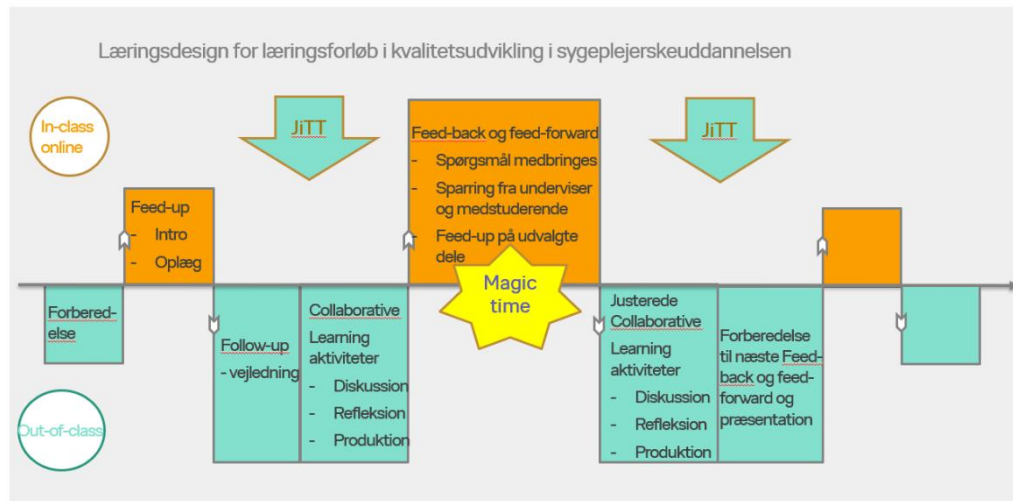 Læringsdesign for læringsforløb i kvalitetsudvikling i sygeplejerskeuddannelsen
In-class
online
JiTT
JiTT
Feed-up
- Intro
- Oplæg
Feed-back og feed-forward
- Spørgsmål medbringes
- Sparring fra underviser
og medstuderende
- Feed-up på udvalgte
dele
Magic
time
Forbered-
else
Follow-up
- vejledning
Collaborative
Learning
aktiviteter
- Diskussion
- Refleksion
- Produktion
Justerede
Collaborative
Learning
aktiviteter
- Diskussion
- Refleksion
- Produktion
Forberedelse
til næste Feed-
back og feed-
forward og
præsentation
Out-of-class